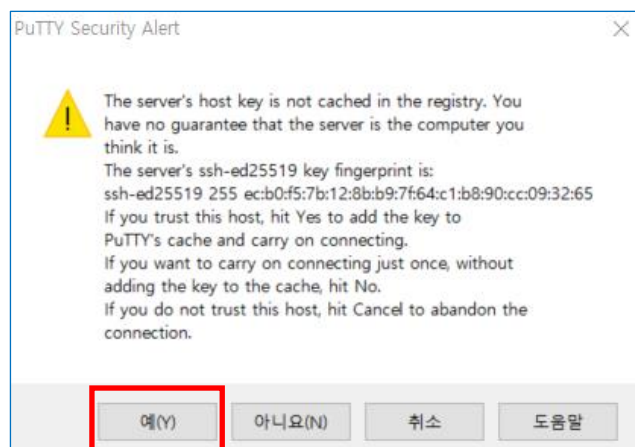 PuTTY Security Alert
The server's host key is not cached in the registry. You
have no guarantee that the server is the computer you
think it is.
The server's ssh-ed25519 key fingerprint is:
ssh-ed25519 255 ec:b0:f5:7b:12:8b:b9:7f:64:c1:b8:90:cc:09:32:65
If you trust this host, hit Yes to add the key to
PuTTY's cache and carry on connecting.
If you want to carry on connecting just once, without
adding the key to the cache, hit No.
If you do not trust this host, hit Cancel to abandon the
connection.
예(Y) 아니요(N) 취소 도움말